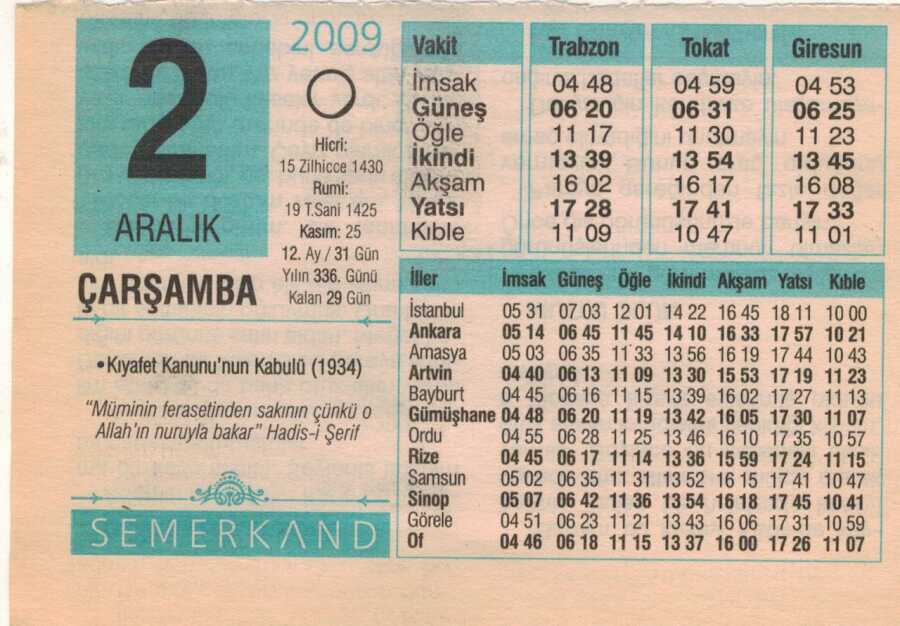 2
ARALIK
ÇARŞAMBA
2009
Hicri:
15 Zilhicce 1430
Rumi:
19 T.Sani 1425
Kasım: 25
12. Ay / 31 Gün
Yılın 336. Günü
Kalan 29 Gün
•Kıyafet Kanunu'nun Kabulü (1934)
"Müminin ferasetinden sakının çünkü o
Allah'ın nuruyla bakar" Hadis-i Şerif
SEMERKAND
Vakit Trabzon Tokat Giresun
İmsak 04 48 04 59 04 53
Güneş 06 20 06 31 06 25
Öğle 11 17 11 30 11 23
İkindi 13 39 13 54 13 45
Akşam 16 02 16 17 16 08
Yatsı 17 28 17 41 17 33
Kıble 11 09 10 47 11 01
İller İmsak Güneş Öğle İkindi Akşam Yatsı Kıble
İstanbul 05 31 07 03 12 01 14 22 16 45 18 11 10 00
Ankara 05 14 06 45 11 45 14 10 16 33 17 57 10 21
Amasya 05 03 06 35 11 33 13 56 16 19 17 44 10 43
Artvin 04 40 06 13 11 09 13 30 15 53 17 19 11 23
Bayburt 04 45 06 16 11 15 13 39 16 02 17 27 11 13
Gümüşhane 04 48 06 20 11 19 13 42 16 05 17 30 11 07
Ordu 04 55 06 28 11 25 13 46 16 10 17 35 10 57
Rize 04 45 06 17 11 14 13 36 15 59 17 24 11 15
Samsun 05 02 06 35 11 31 13 52 16 15 17 41 10 47
Sinop 05 07 06 42 11 36 13 54 16 18 17 45 10 41
Görele 04 51 06 23 11 21 13 43 16 06 17 31 10 59
Of 04 46 06 18 11 15 13 37 16 00 17 26 11 07